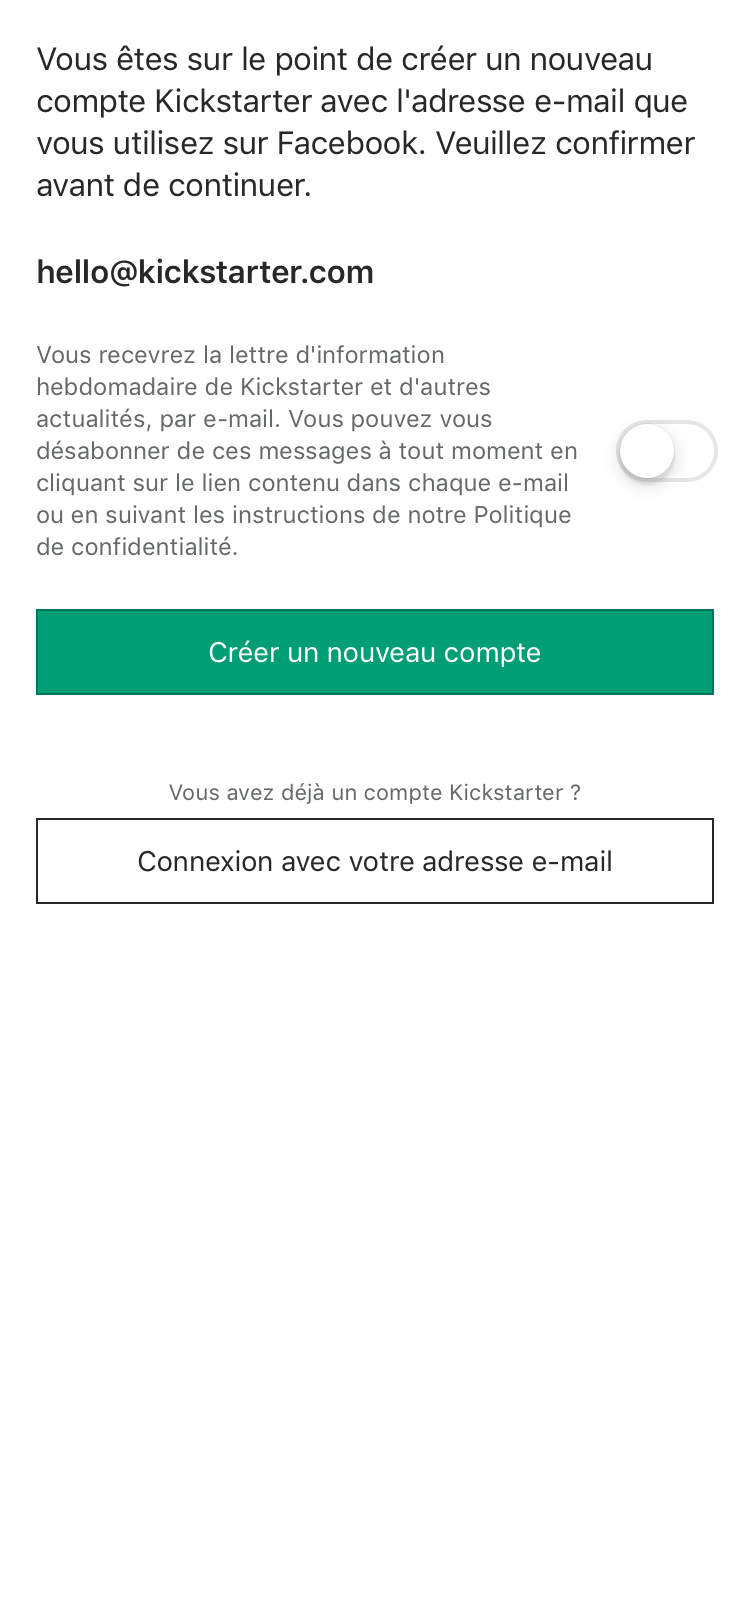 Vous êtes sur le point de créer un nouveau
compte Kickstarter avec l'adresse e-mail que
vous utilisez sur Facebook. Veuillez confirmer
avant de continuer.
hello@kickstarter.com
Vous recevrez la lettre d'information
hebdomadaire de Kickstarter et d'autres
actualités, par e-mail. Vous pouvez vous
désabonner de ces messages à tout moment en
cliquant sur le lien contenu dans chaque e-mail
ou en suivant les instructions de notre Politique
de confidentialité.
Créer un nouveau compte
Vous avez déjà un compte Kickstarter ?
Connexion avec votre adresse e-mail